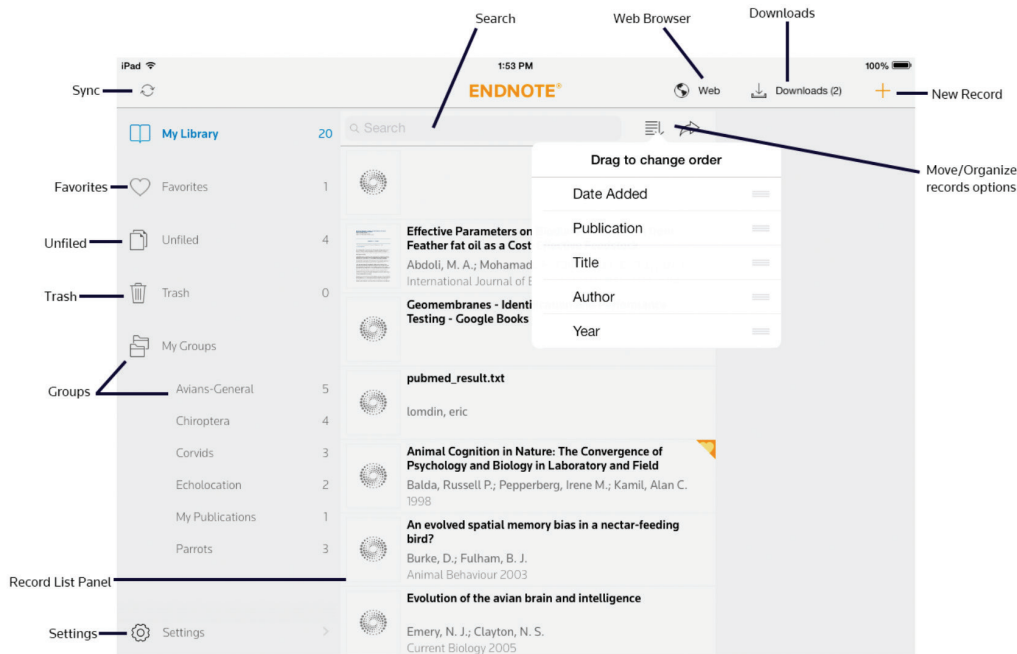 Search
Web Browser
Downloads
iPad
1:53 PM
100%
Sync
ENDNOTE®
Web
Downloads (2)
New Record
My Library 20
Search
Drag to change order
Move/Organize
records options
Favorites
Favorites 1
Date Added
Unfiled
Unfiled 4
Publication
Effective Parameters on
Feather fat oil as a Cost
Abdoli, M. A.; Mohamad
International Journal of E
Title
Trash
Trash 0
Author
Geomembranes - Identi
Testing - Google Books
Year
My Groups
Groups
Avians-General 5
Chiroptera 4
Corvids 3
Echolocation 2
My Publications 1
Parrots 3
pubmed_result.txt
lomdin, eric
Animal Cognition in Nature: The Convergence of
Psychology and Biology in Laboratory and Field
Balda, Russell P.; Pepperberg, Irene M.; Kamil, Alan C.
1998
An evolved spatial memory bias in a nectar-feeding
bird?
Burke, D.; Fulham, B. J.
Animal Behaviour 2003
Record List Panel
Evolution of the avian brain and intelligence
Emery, N. J.; Clayton, N. S.
Current Biology 2005
Settings
Settings